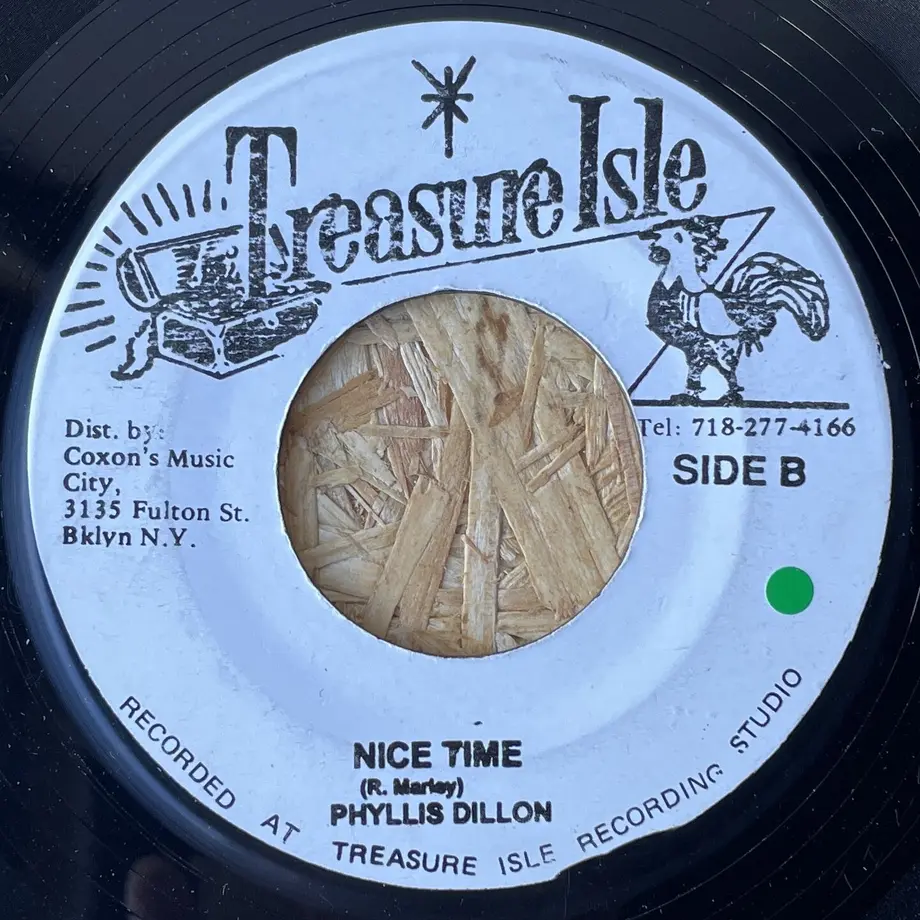 Treasure Isle
Dist. by:
Coxon's Music
City,
3135 Fulton St.
Bklyn N.Y.
Tel: 718-277-4166
SIDE B
NICE TIME
(R. Marley)
PHYLLIS DILLON
RECORDED AT TREASURE ISLE RECORDING STUDIO